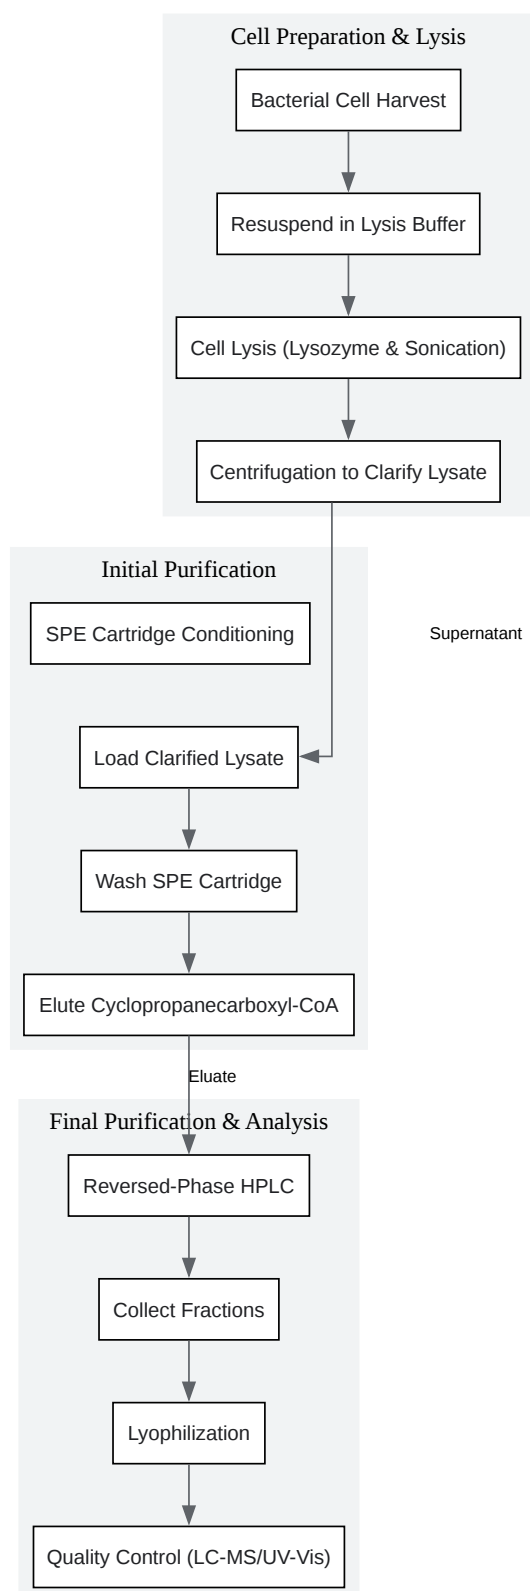 Cell Preparation & Lysis
Bacterial Cell Harvest
Resuspend in Lysis Buffer
Cell Lysis (Lysozyme & Sonication)
Centrifugation to Clarify Lysate
Initial Purification
SPE Cartridge Conditioning
Supernatant
Load Clarified Lysate
Wash SPE Cartridge
Elute Cyclopropanecarboxyl-CoA
Eluate
Final Purification & Analysis
Reversed-Phase HPLC
Collect Fractions
Lyophilization
Quality Control (LC-MS/UV-Vis)